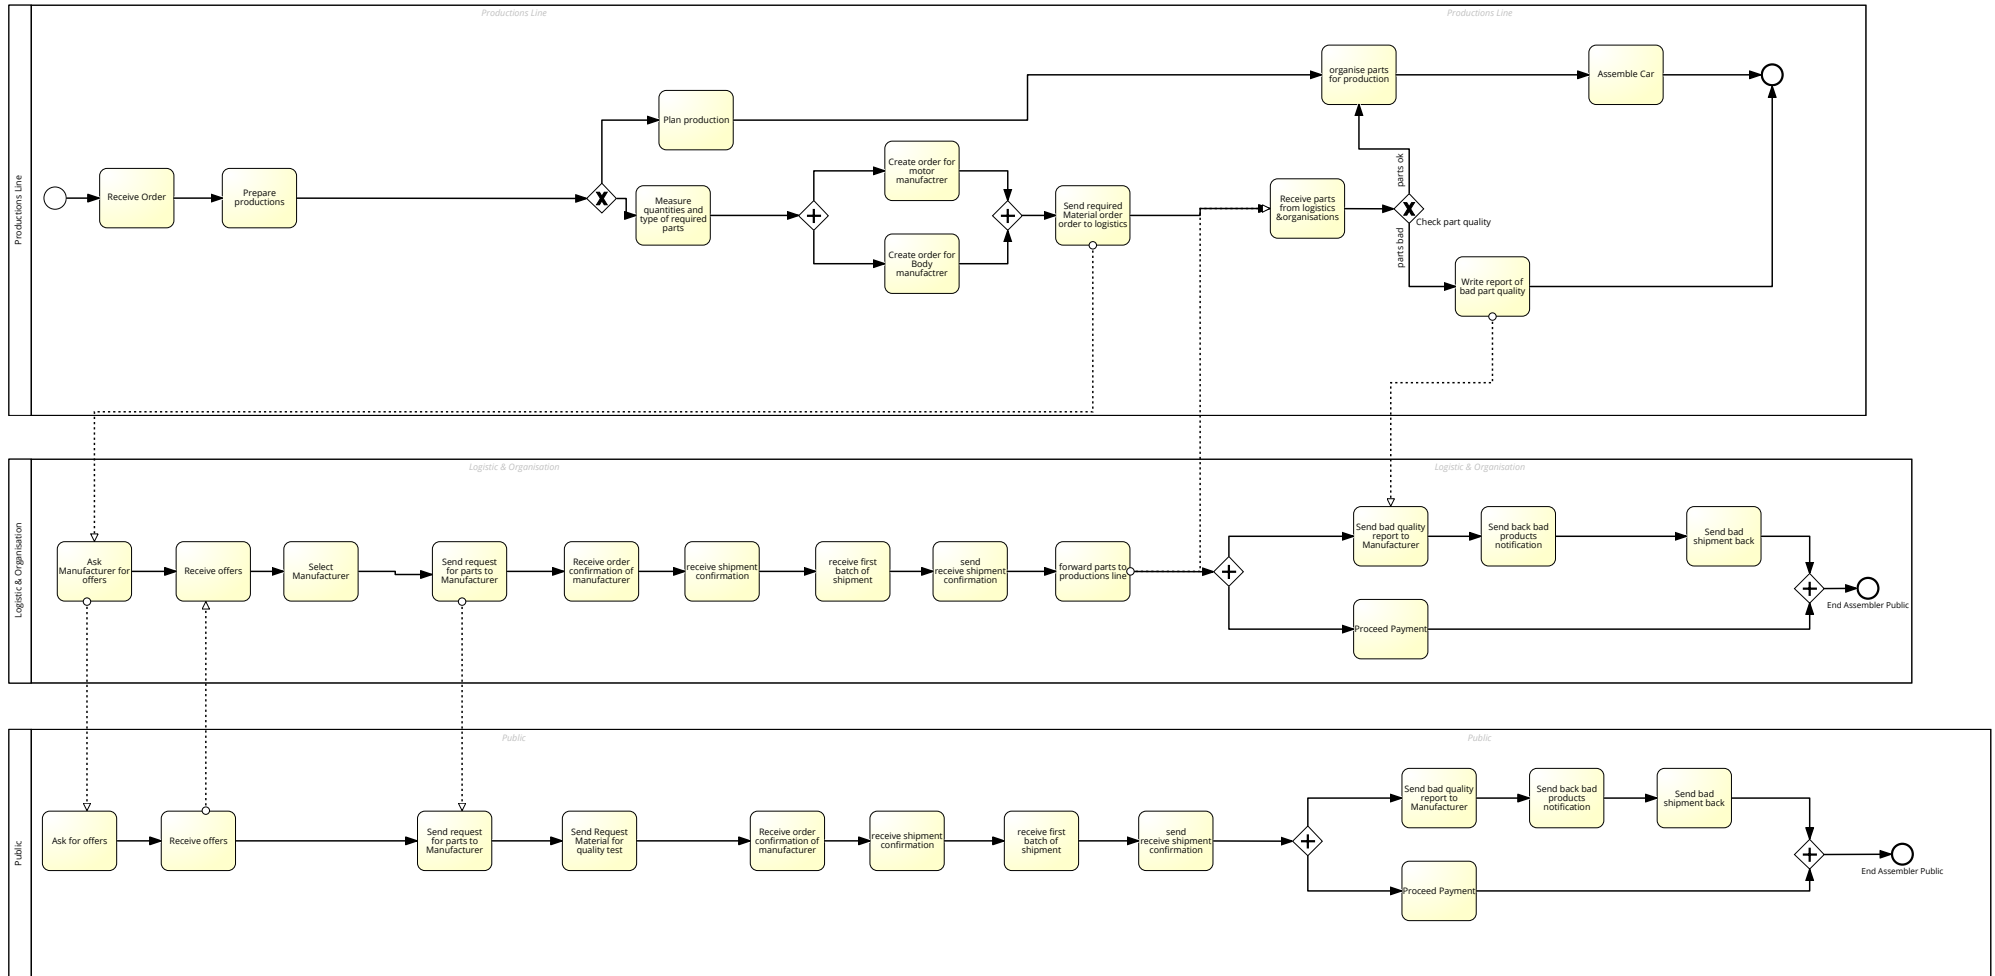 Productions Line
Productions Line
Productions Line
organise parts
for production
Assemble Car
Plan production
Create order for
motor
manufactrer
parts ok
Receive Order
Prepare
productions
Measure
quantities and
type of required
parts
Send required
Material order
order to logistics
Receive parts
from logistics
&organisations
Check part quality
Create order for
Body
manufactrer
parts bad
Write report of
bad part quality
Logistic & Organisation
Logistic & Organisation
Logistic & Organisation
Send bad quality
report to
Manufacturer
Send back bad
products
notification
Send bad
shipment back
Ask
Manufacturer for
offers
Receive offers
Select
Manufacturer
Send request
for parts to
Manufacturer
Receive order
confirmation of
manufacturer
receive shipment
confirmation
receive first
batch of
shipment
send
receive shipment
confirmation
forward parts to
productions line
End Assembler Public
Proceed Payment
Public
Public
Public
Send bad quality
report to
Manufacturer
Send back bad
products
notification
Send bad
shipment back
Ask for offers
Receive offers
Send request
for parts to
Manufacturer
Send Request
Material for
quality test
Receive order
confirmation of
manufacturer
receive shipment
confirmation
receive first
batch of
shipment
send
receive shipment
confirmation
End Assembler Public
Proceed Payment